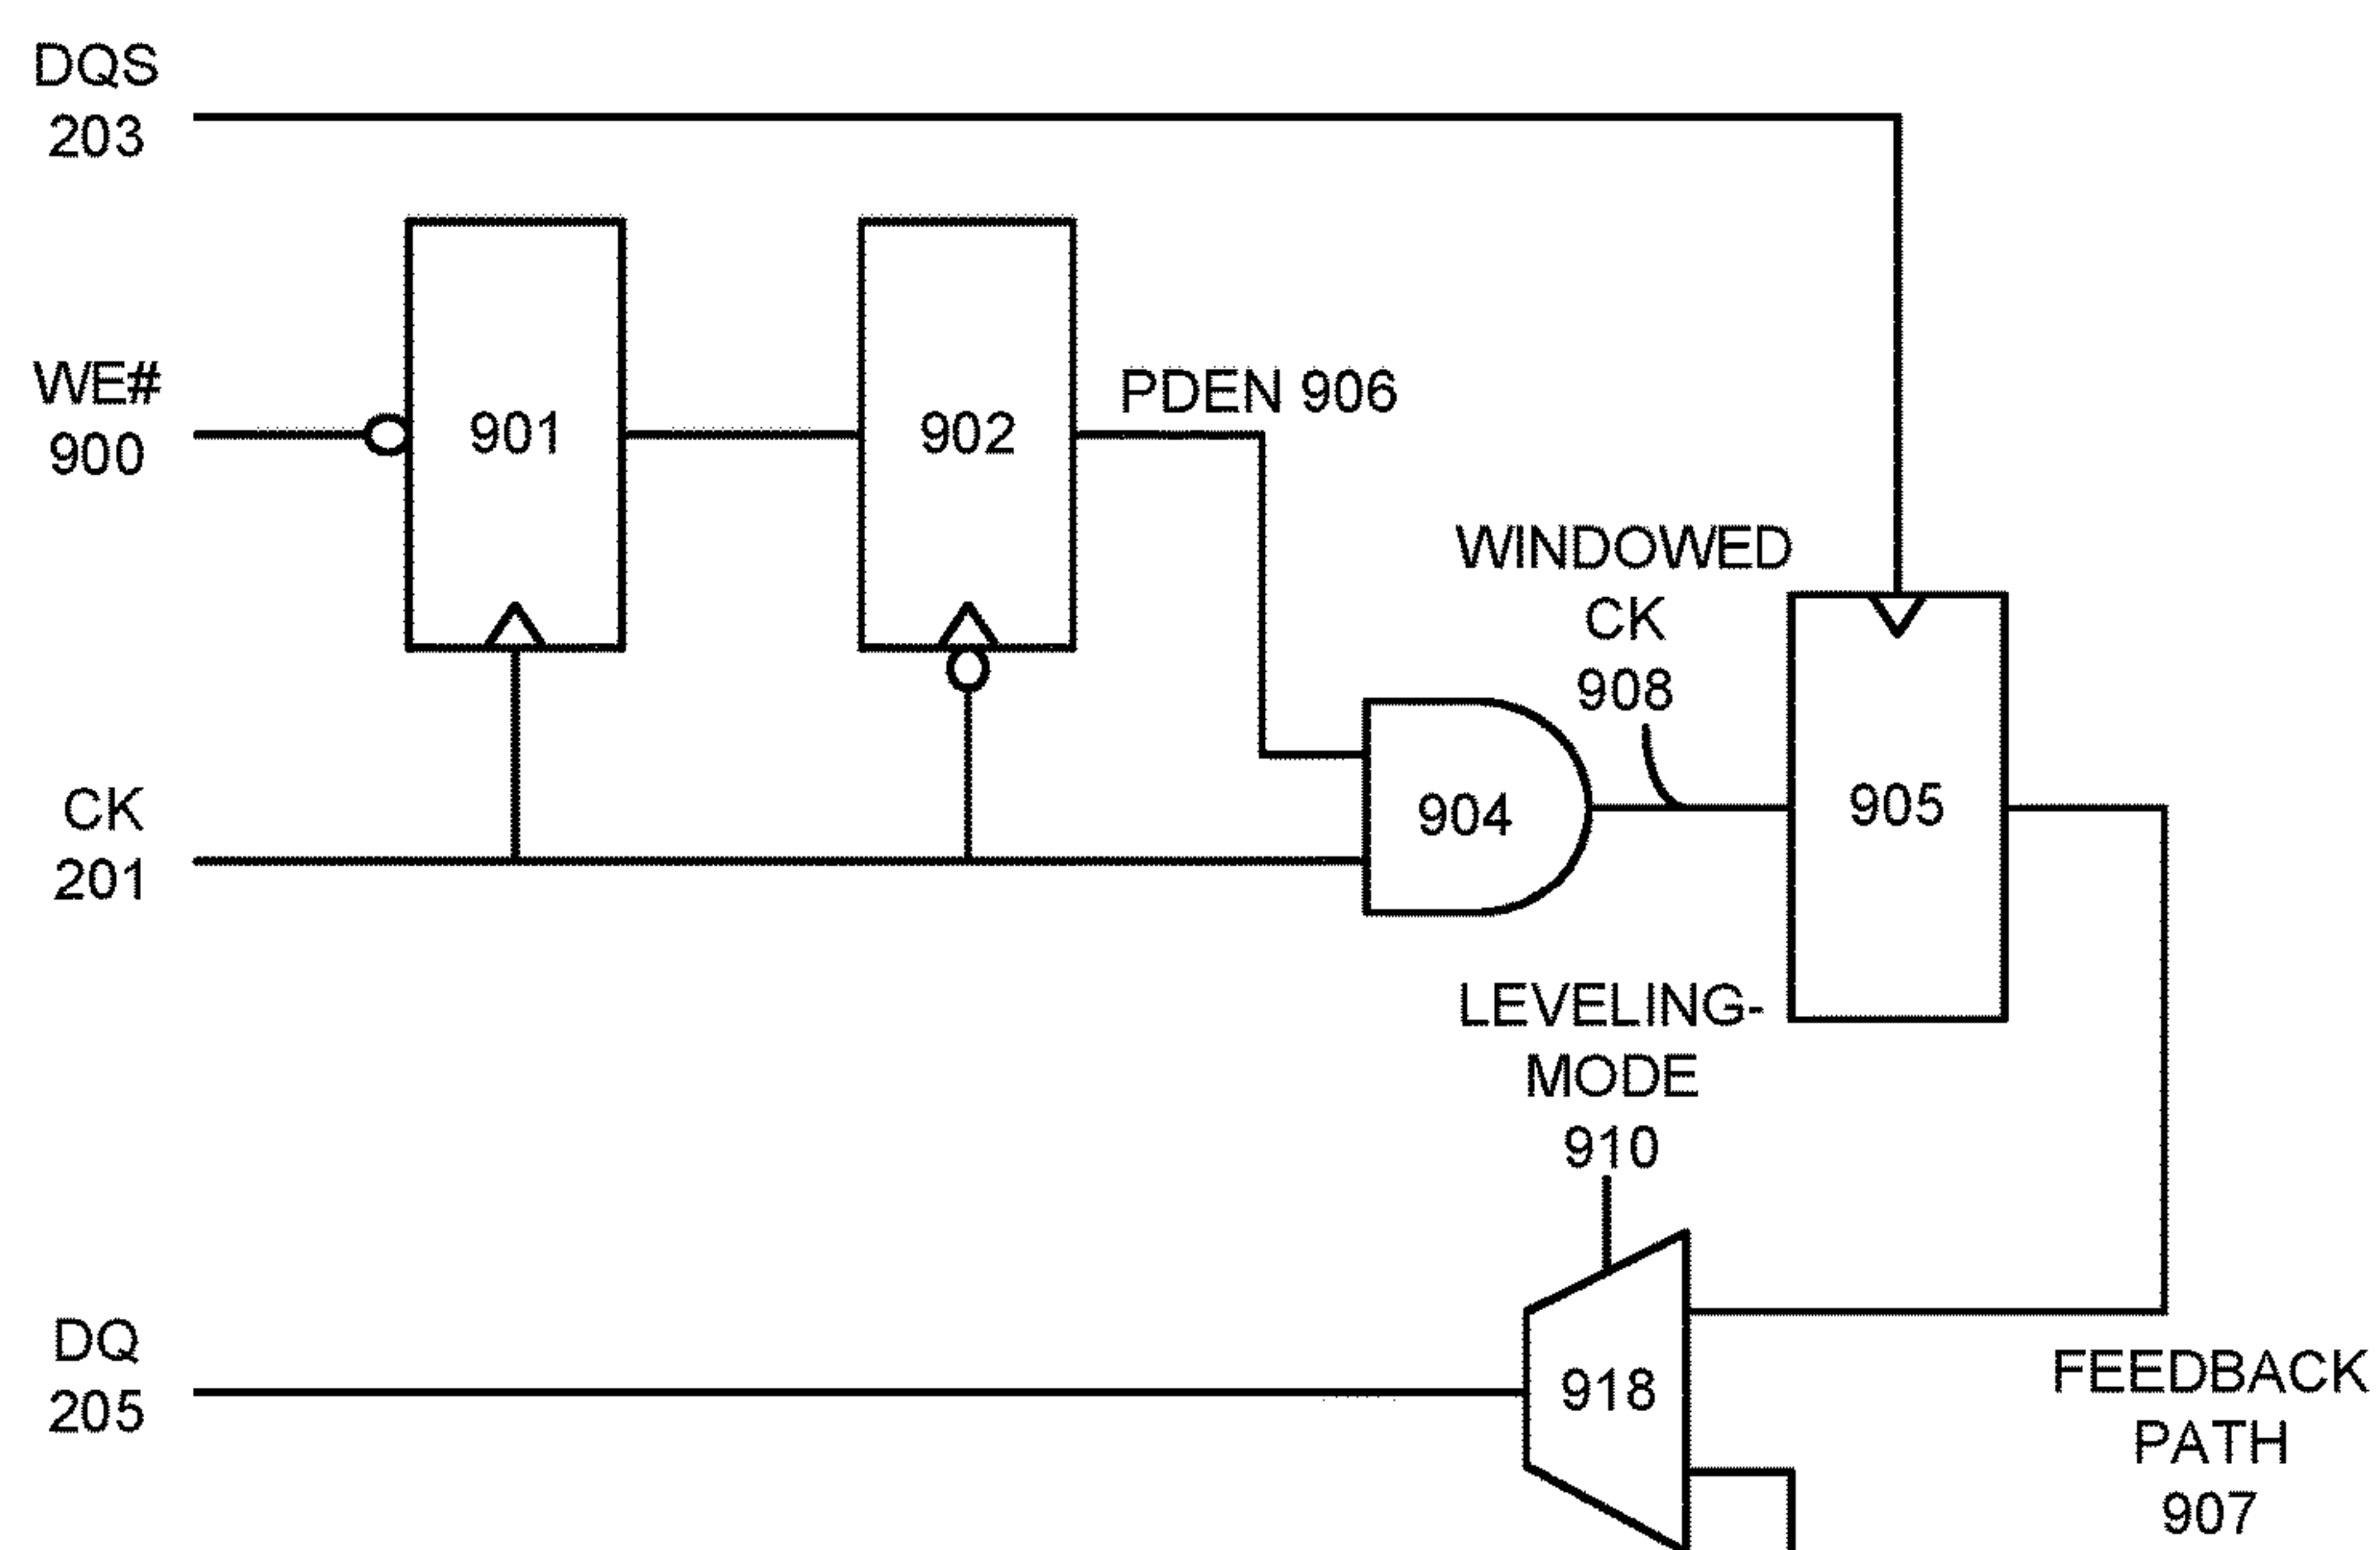 DQS
203
WE#
900
901
902
PDEN 906
WINDOWED
CK
908
CK
201
904
905
LEVELING-
MODE
910
DQ
205
918
FEEDBACK
PATH
907